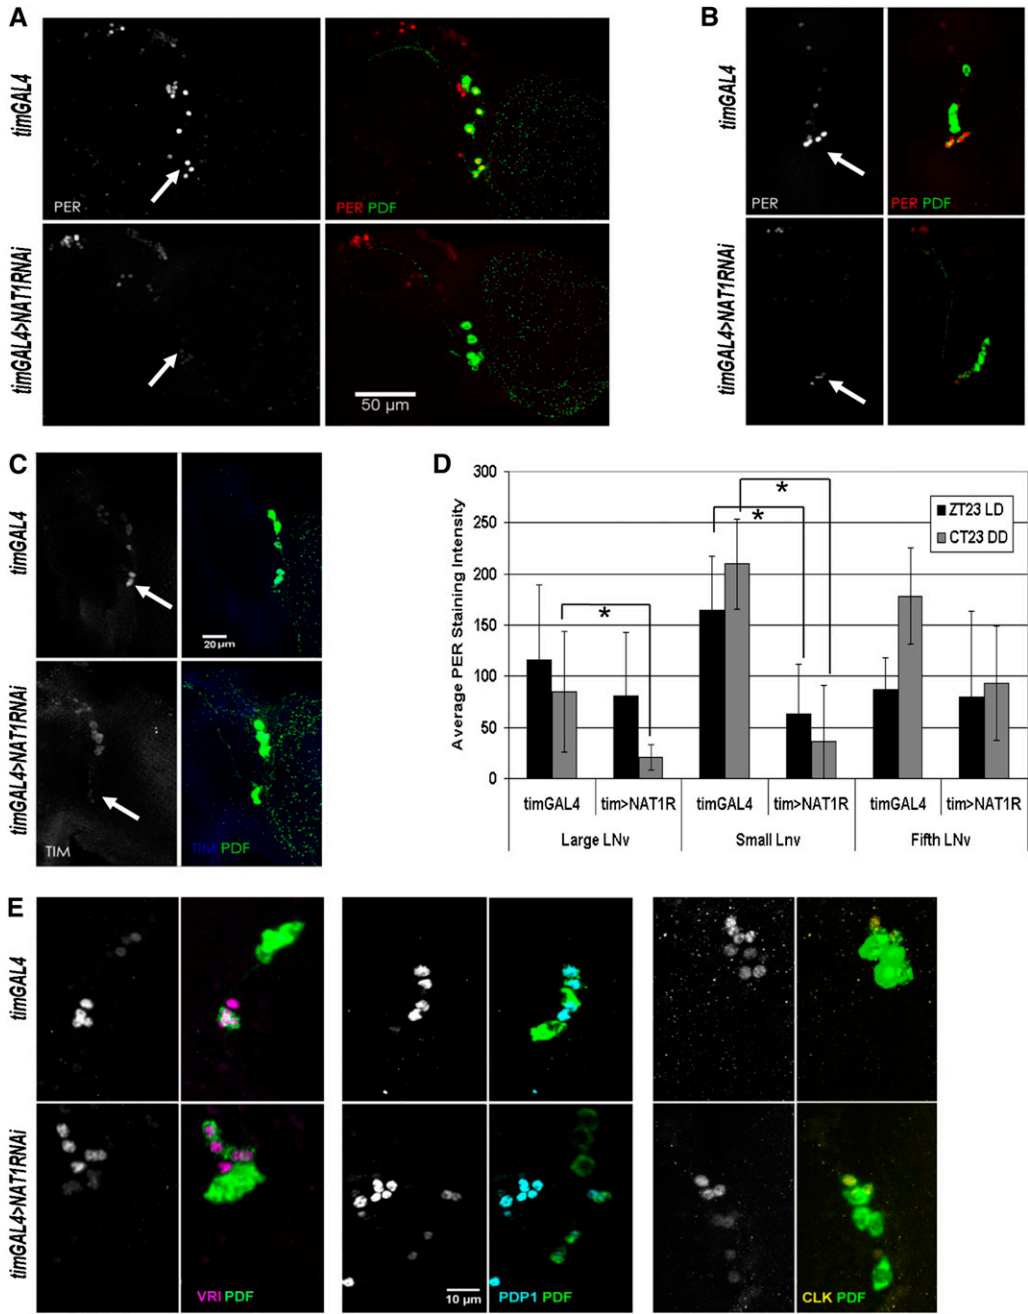 A
timGAL4
PER
PER PDF
timGAL4>NAT1RNAi
50 µm
B
timGAL4
PER
PER PDF
timGAL4>NAT1RNAi
C
timGAL4
20 µm
timGAL4>NAT1RNAi
TIM
TIM PDF
D
Average PER Staining Intensity
300
250
200
150
100
50
0
*
*
*
ZT23 LD
CT23 DD
timGAL4 tim>NAT1R timGAL4 tim>NAT1R timGAL4 tim>NAT1R
Large LNv Small Lnv Fifth LNv
E
timGAL4
timGAL4>NAT1RNAi
VRI PDF
10 µm
PDP1 PDF
CLK PDF